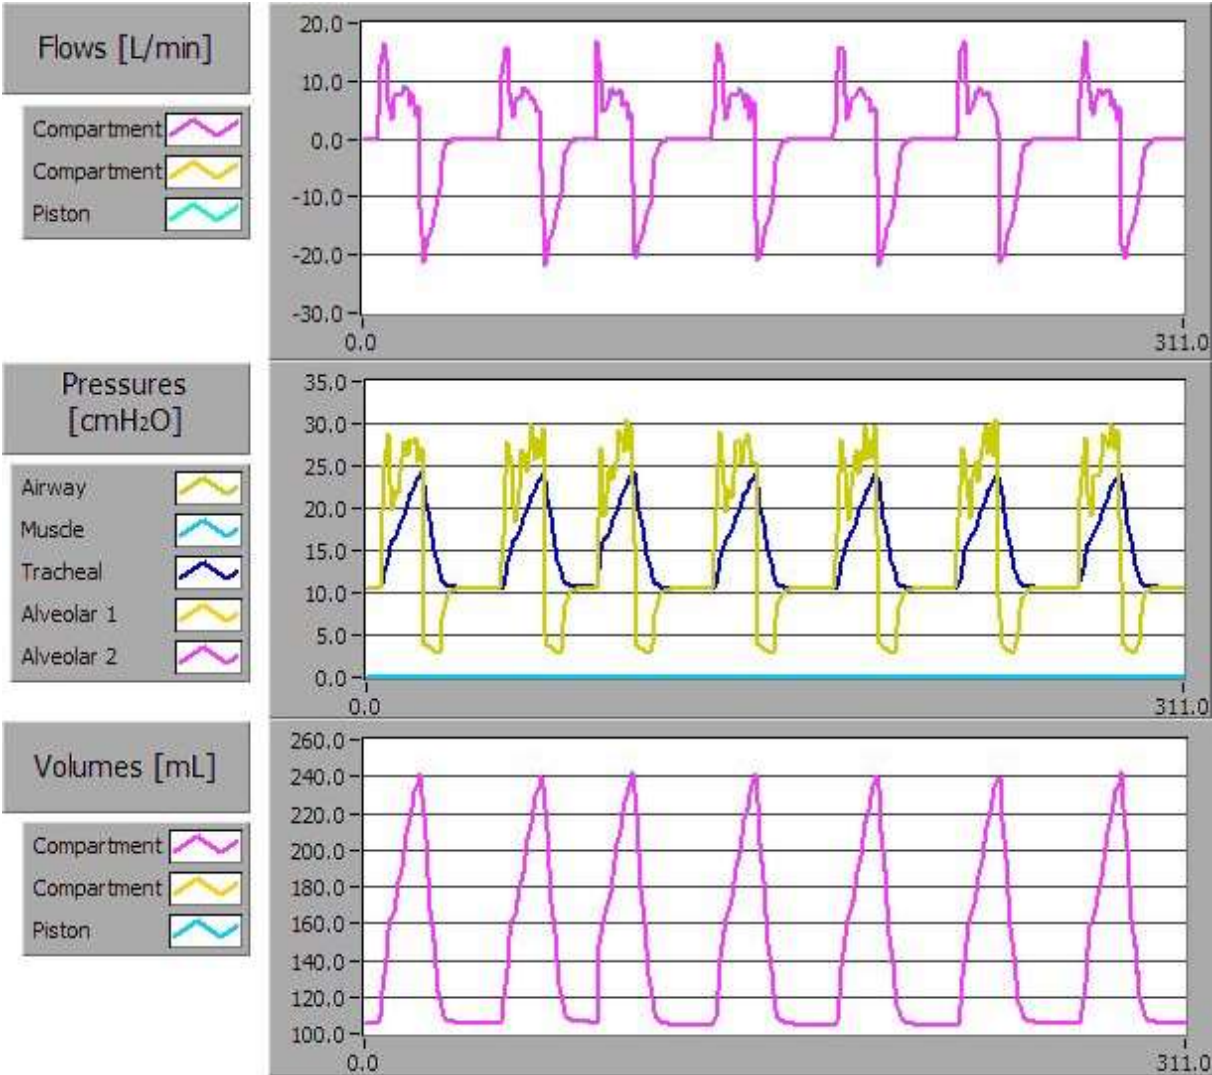 Flows [L/min]
Compartment
Compartment
Piston
20.0
10.0
0.0
-10.0
-20.0
-30.0
0.0
311.0
Pressures
[cmH2O]
Airway
Muscle
Tracheal
Alveolar 1
Alveolar 2
35.0
30.0
25.0
20.0
15.0
10.0
5.0
0.0
0.0
311.0
Volumes [mL]
Compartment
Compartment
Piston
260.0
240.0
220.0
200.0
180.0
160.0
140.0
120.0
100.0
0.0
311.0